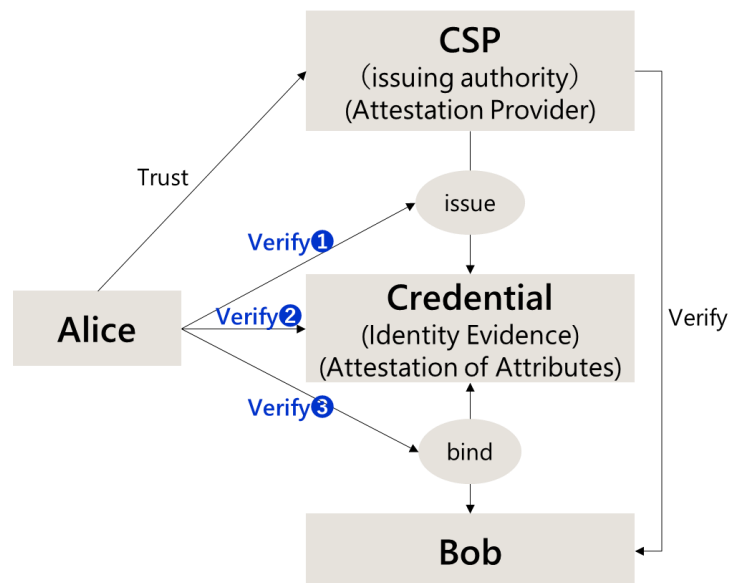 CSP
（issuing authority）
(Attestation Provider)
Trust
issue
Verify❶
Alice
Verify❷
Credential
(Identity Evidence)
(Attestation of Attributes)
Verify
Verify❸
bind
Bob